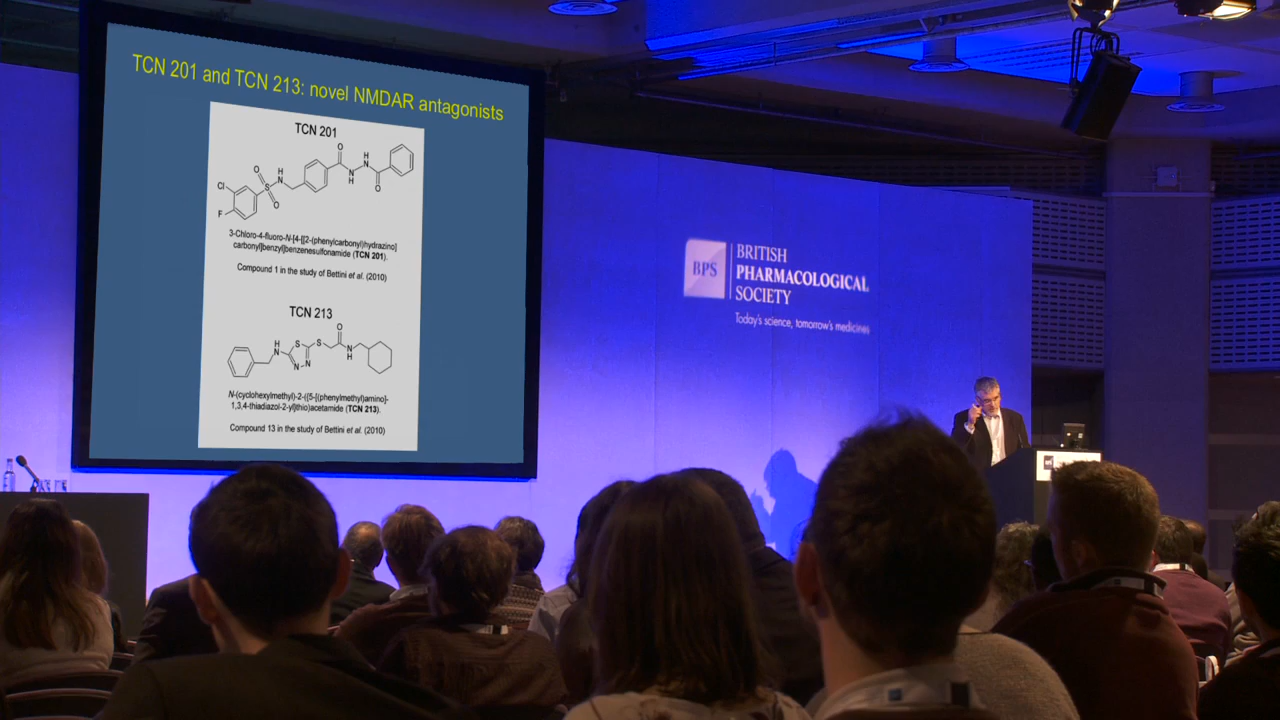 TCN 201 and TCN 213: novel NMDAR antagonists
TCN 201
O
H
N
N
H
O
H
N
O
S
O
Cl
F
3-Chloro-4-fluoro-N-[4-[[2-(phenylcarbonyl)hydrazino]
carbonyl]benzyl]benzenesulfonamide (TCN 201).
Compound 1 in the study of Bettini et al. (2010)
TCN 213
O
H
N
S
S
N
H
N
N
N-(cyclohexylmethyl)-2-({5-[(phenylmethyl)amino]-
1,3,4-thiadiazol-2-yl}thio)acetamide (TCN 213).
Compound 13 in the study of Bettini et al. (2010)
BPS
BRITISH
PHARMACOLOGICAL
SOCIETY
Today's science, tomorrow's medicines